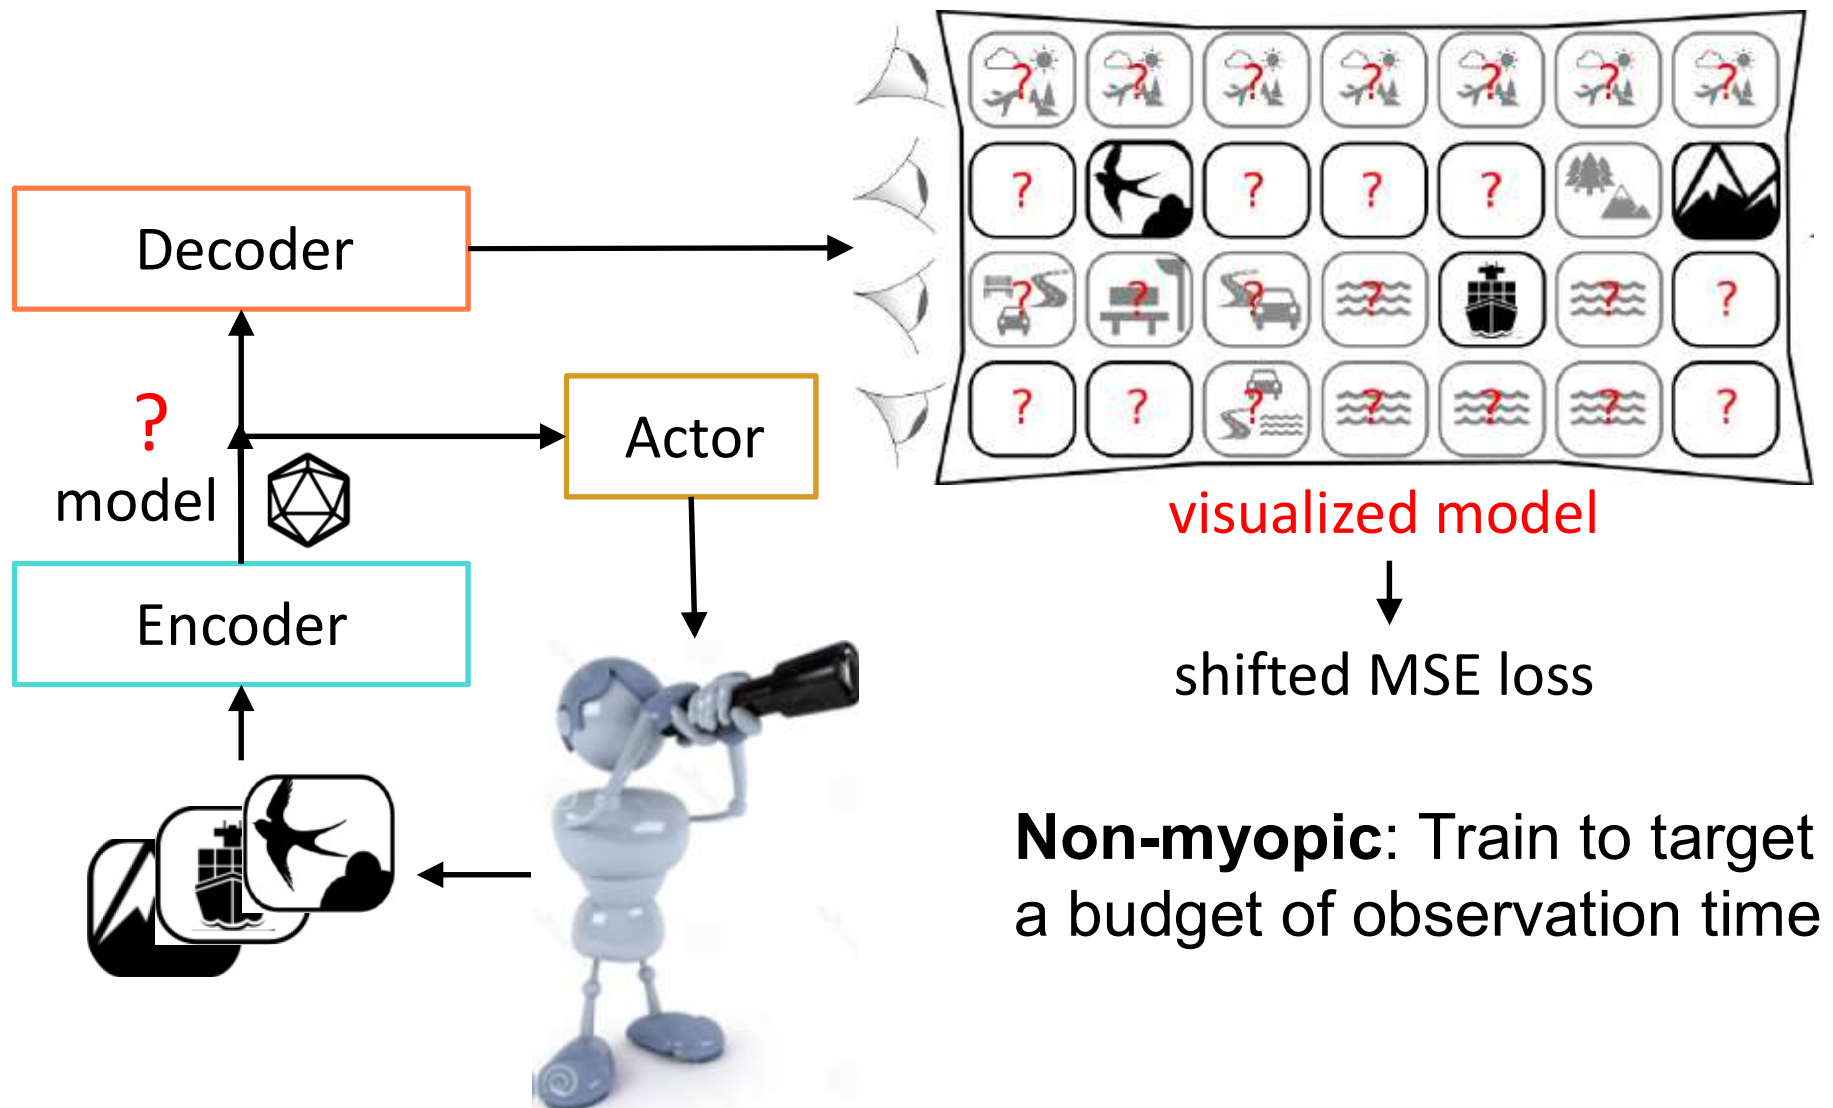 Decoder
?
model
Encoder
Actor
? ? ? ? ? ? ?
? ? ? ?
? ? ? ? ? ?
? ? ? ? ? ? ?
visualized model
shifted MSE loss
Non-myopic: Train to target
a budget of observation time